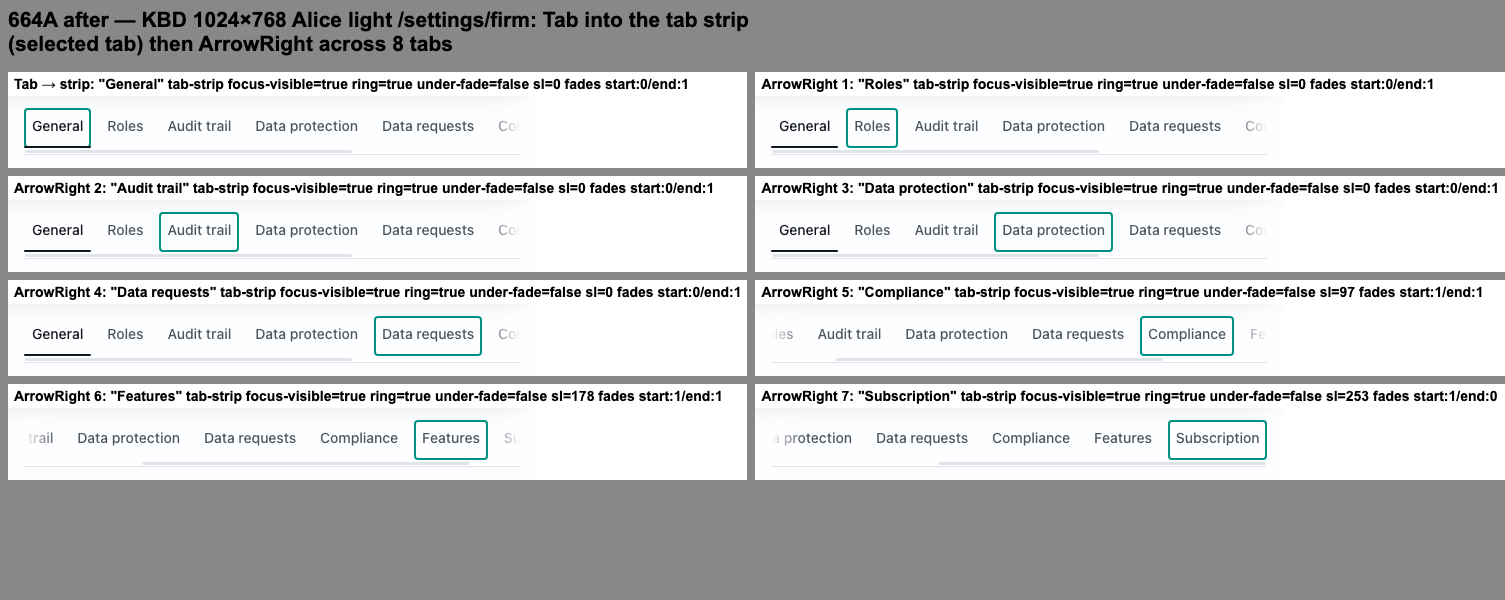 664A after — KBD 1024×768 Alice light /settings/firm: Tab into the tab strip
(selected tab) then ArrowRight across 8 tabs
Tab → strip: "General" tab-strip focus-visible=true ring=true under-fade=false sl=0 fades start:0/end:1
General Roles Audit trail Data protection Data requests Co
ArrowRight 1: "Roles" tab-strip focus-visible=true ring=true under-fade=false sl=0 fades start:0/end:1
General Roles Audit trail Data protection Data requests Co
ArrowRight 2: "Audit trail" tab-strip focus-visible=true ring=true under-fade=false sl=0 fades start:0/end:1
General Roles Audit trail Data protection Data requests Co
ArrowRight 3: "Data protection" tab-strip focus-visible=true ring=true under-fade=false sl=0 fades start:0/end:1
General Roles Audit trail Data protection Data requests Co
ArrowRight 4: "Data requests" tab-strip focus-visible=true ring=true under-fade=false sl=0 fades start:0/end:1
General Roles Audit trail Data protection Data requests Co
ArrowRight 5: "Compliance" tab-strip focus-visible=true ring=true under-fade=false sl=97 fades start:1/end:1
les Audit trail Data protection Data requests Compliance Fe
ArrowRight 6: "Features" tab-strip focus-visible=true ring=true under-fade=false sl=178 fades start:1/end:1
trail Data protection Data requests Compliance Features Su
ArrowRight 7: "Subscription" tab-strip focus-visible=true ring=true under-fade=false sl=253 fades start:1/end:0
a protection Data requests Compliance Features Subscription